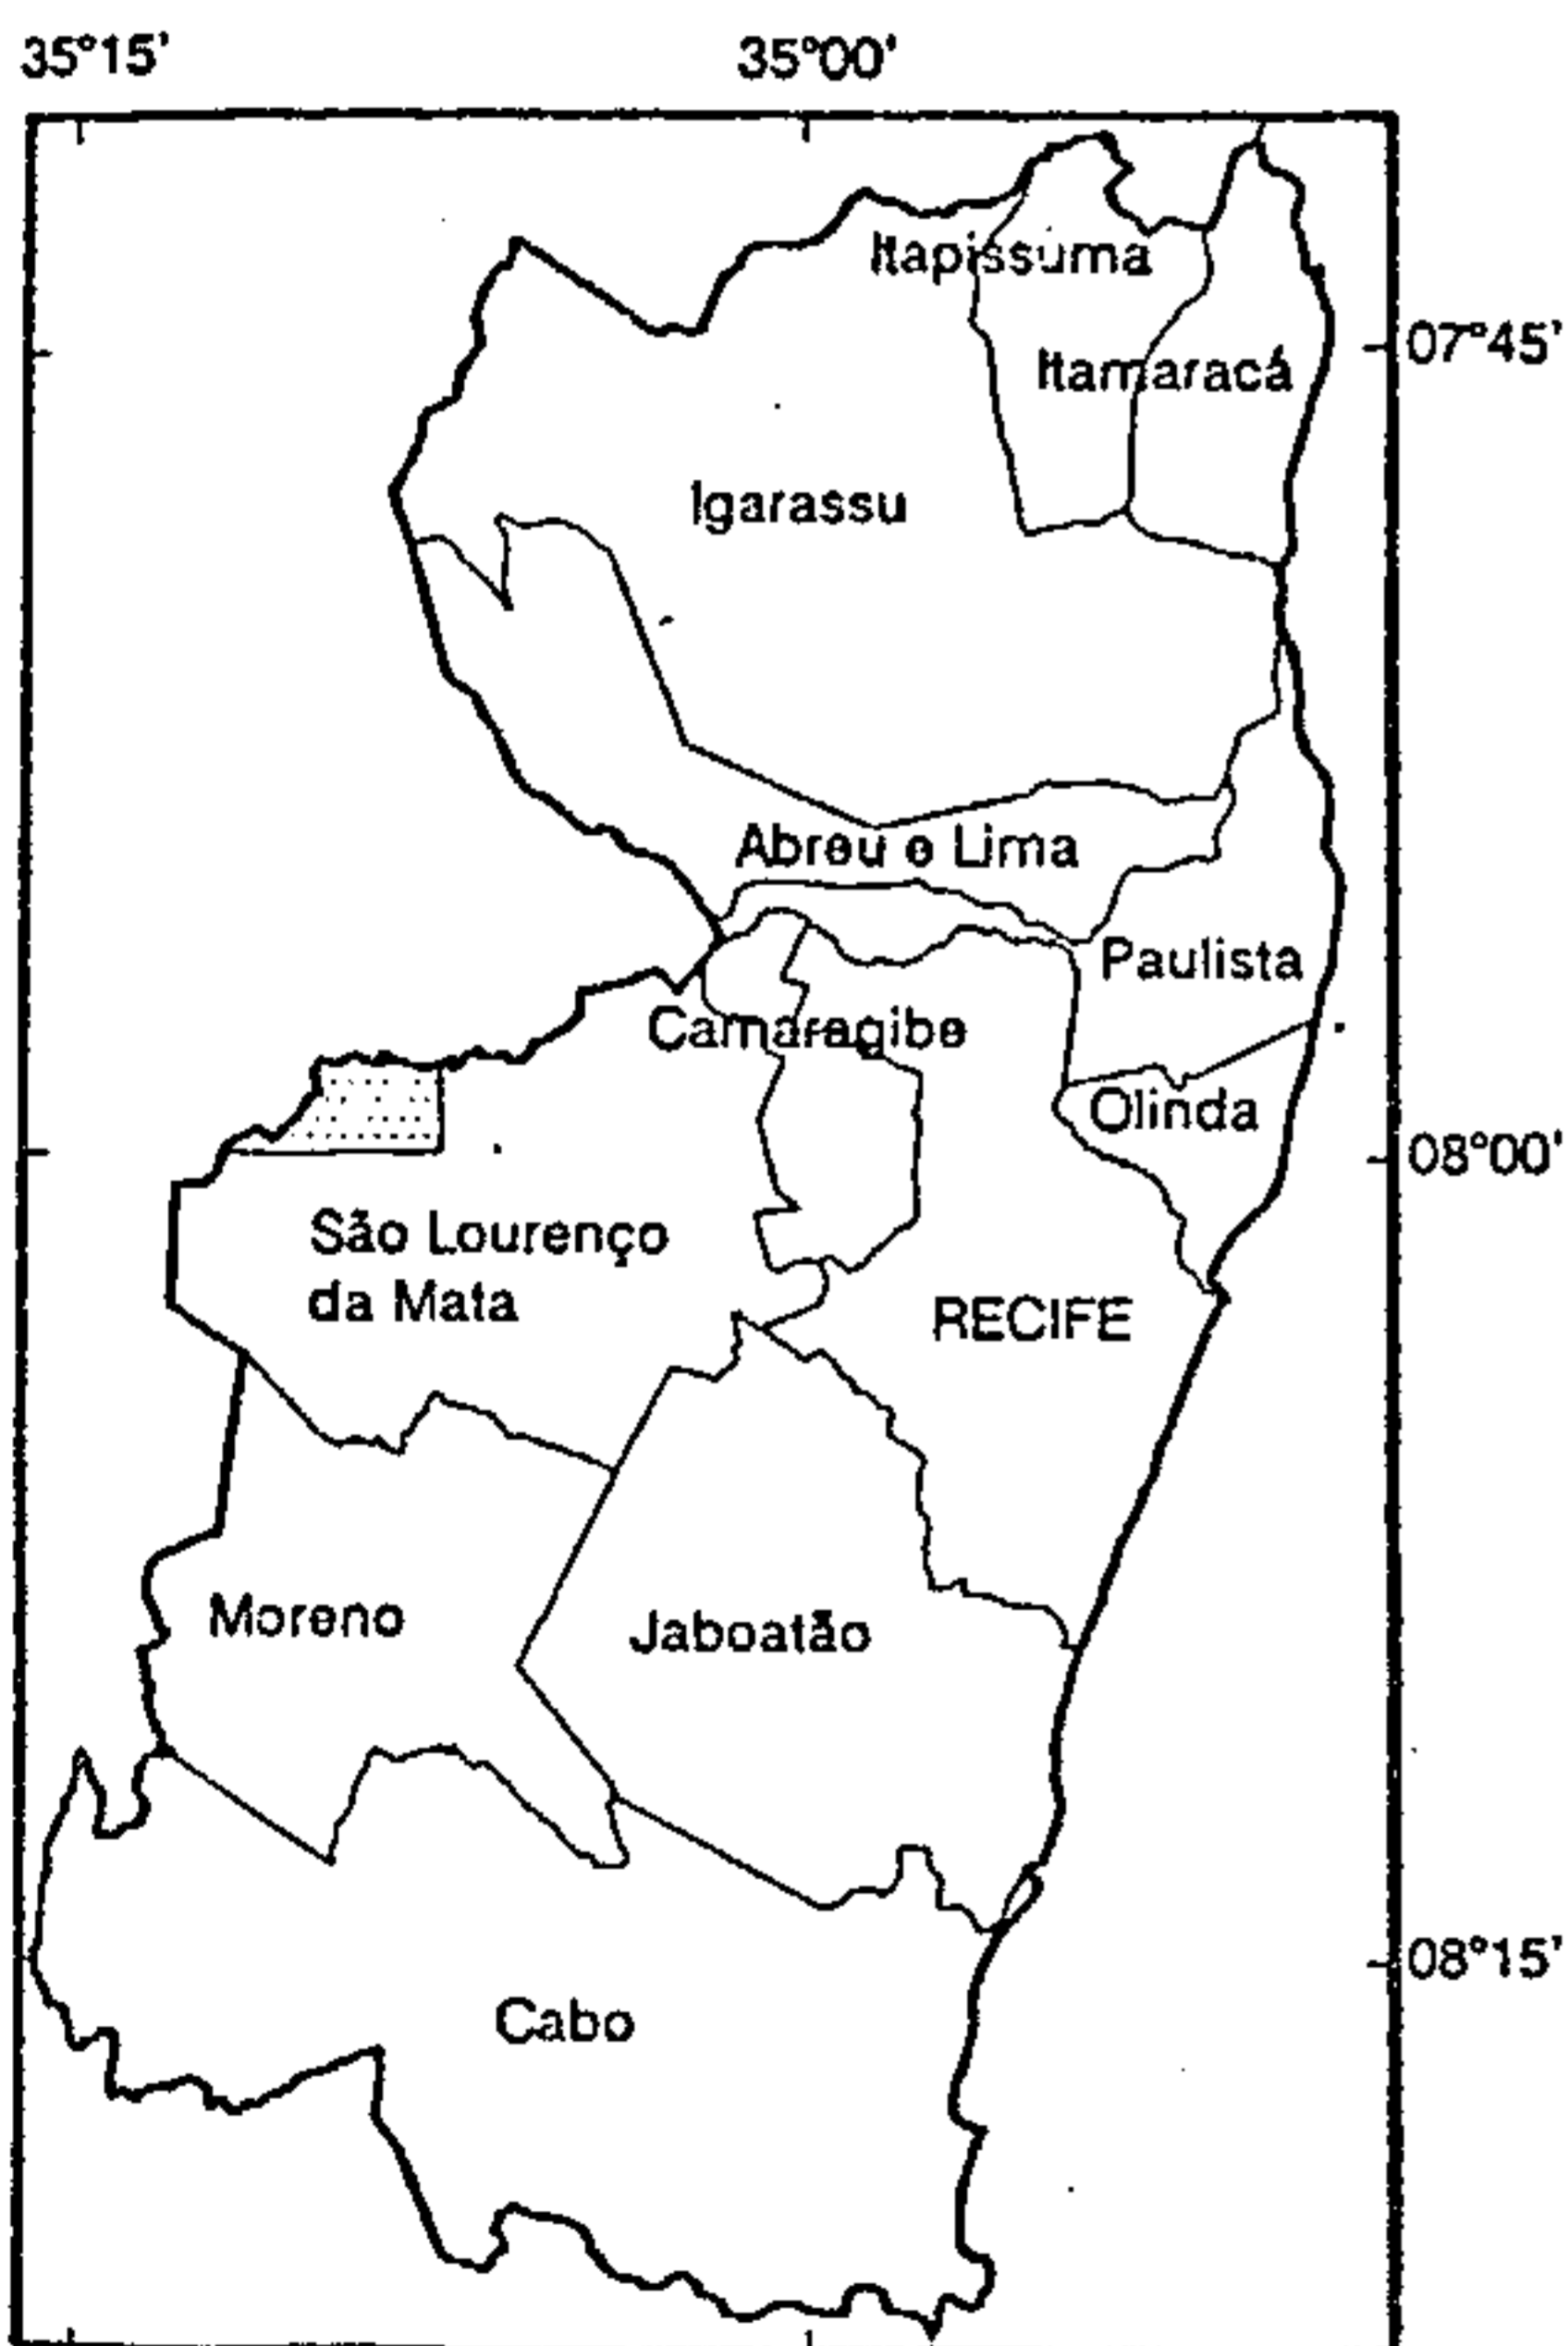 35°15'
35°00'
Itapissuma
07°45'
Itamaracá
Igarassu
Abreu e Lima
Paulista
Camaragibe
Olinda
08°00'
São Lourenço
da Mata
RECIFE
Moreno
Jaboatão
08°15'
Cabo